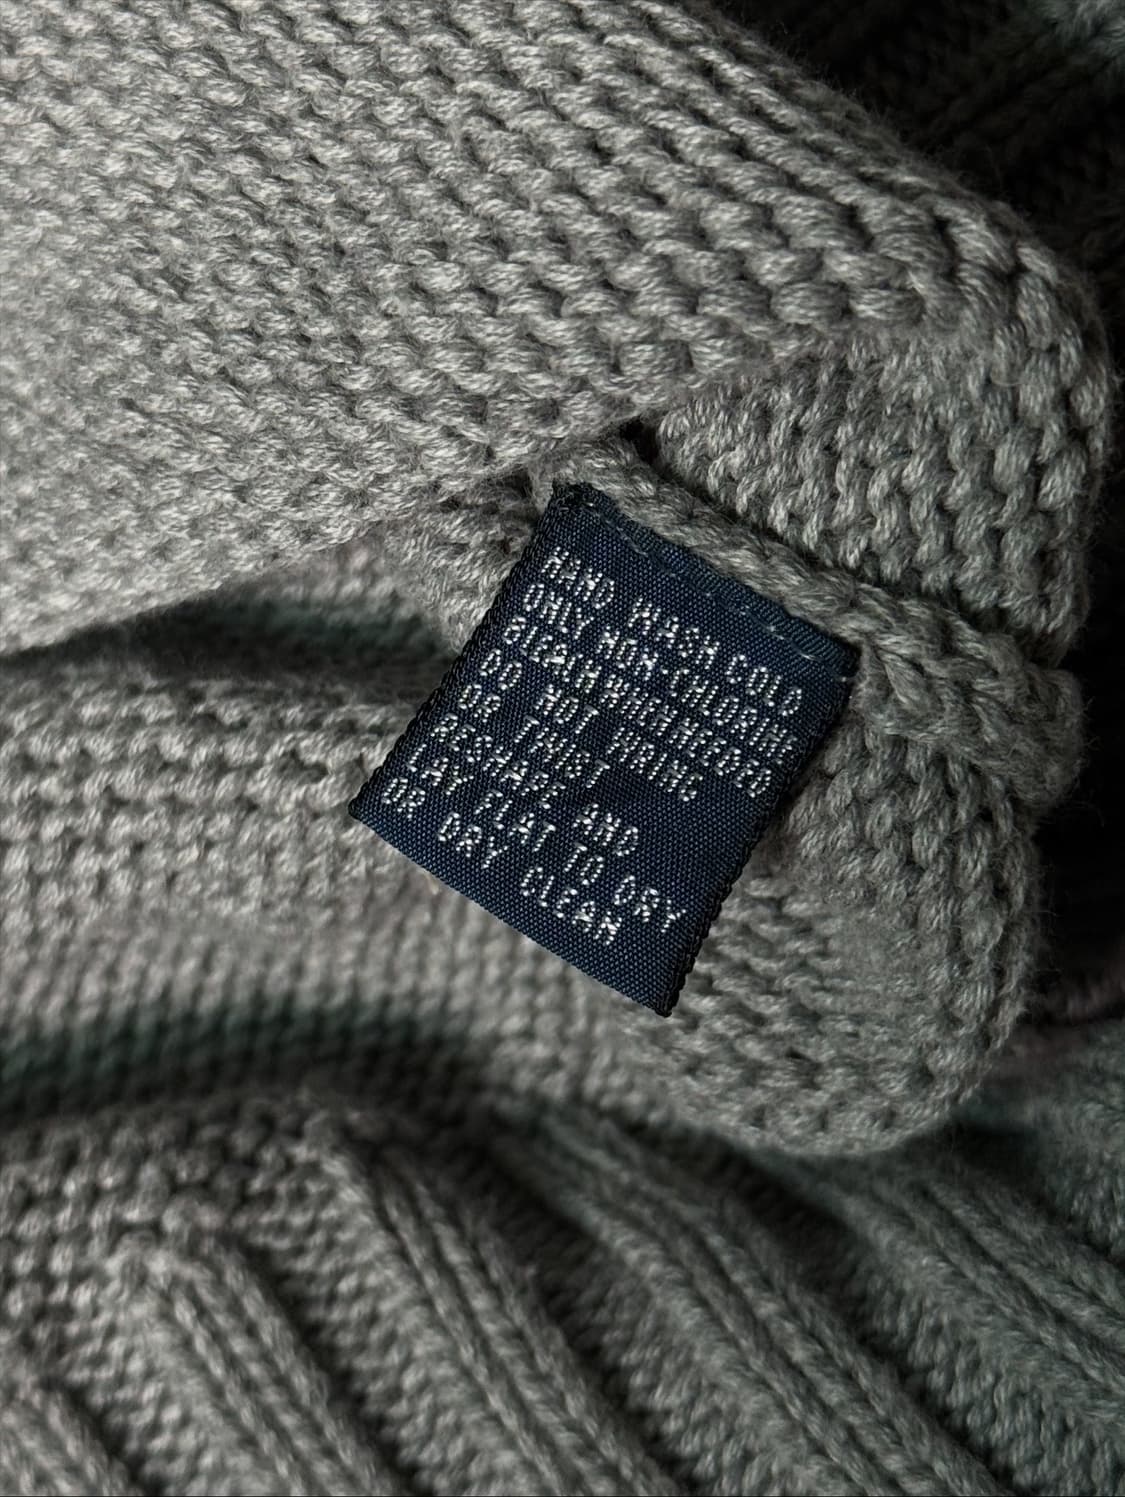 HAND WASH COLD
ONLY NON-CHLORINE
BLEACH WHEN NEEDED
DO NOT WRING
OR TWIST
RESHAPE AND
LAY FLAT TO DRY
OR DRY CLEAN